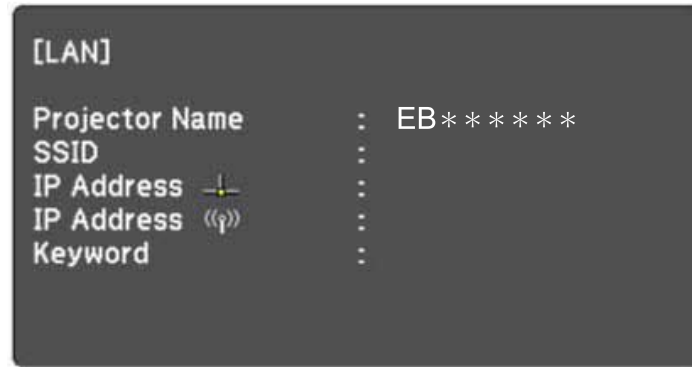 [LAN]
Projector Name : EB******
SSID :
IP Address :
IP Address :
Keyword :